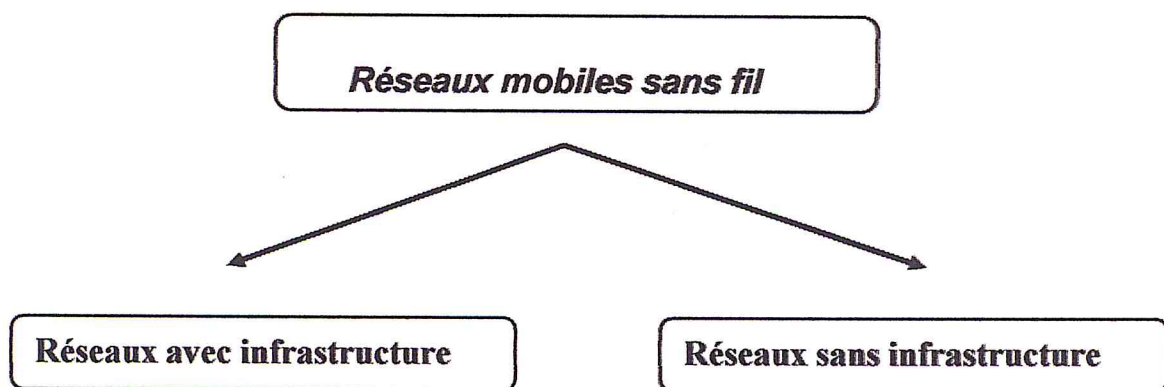 Réseaux mobiles sans fil
Réseaux avec infrastructure
Réseaux sans infrastructure